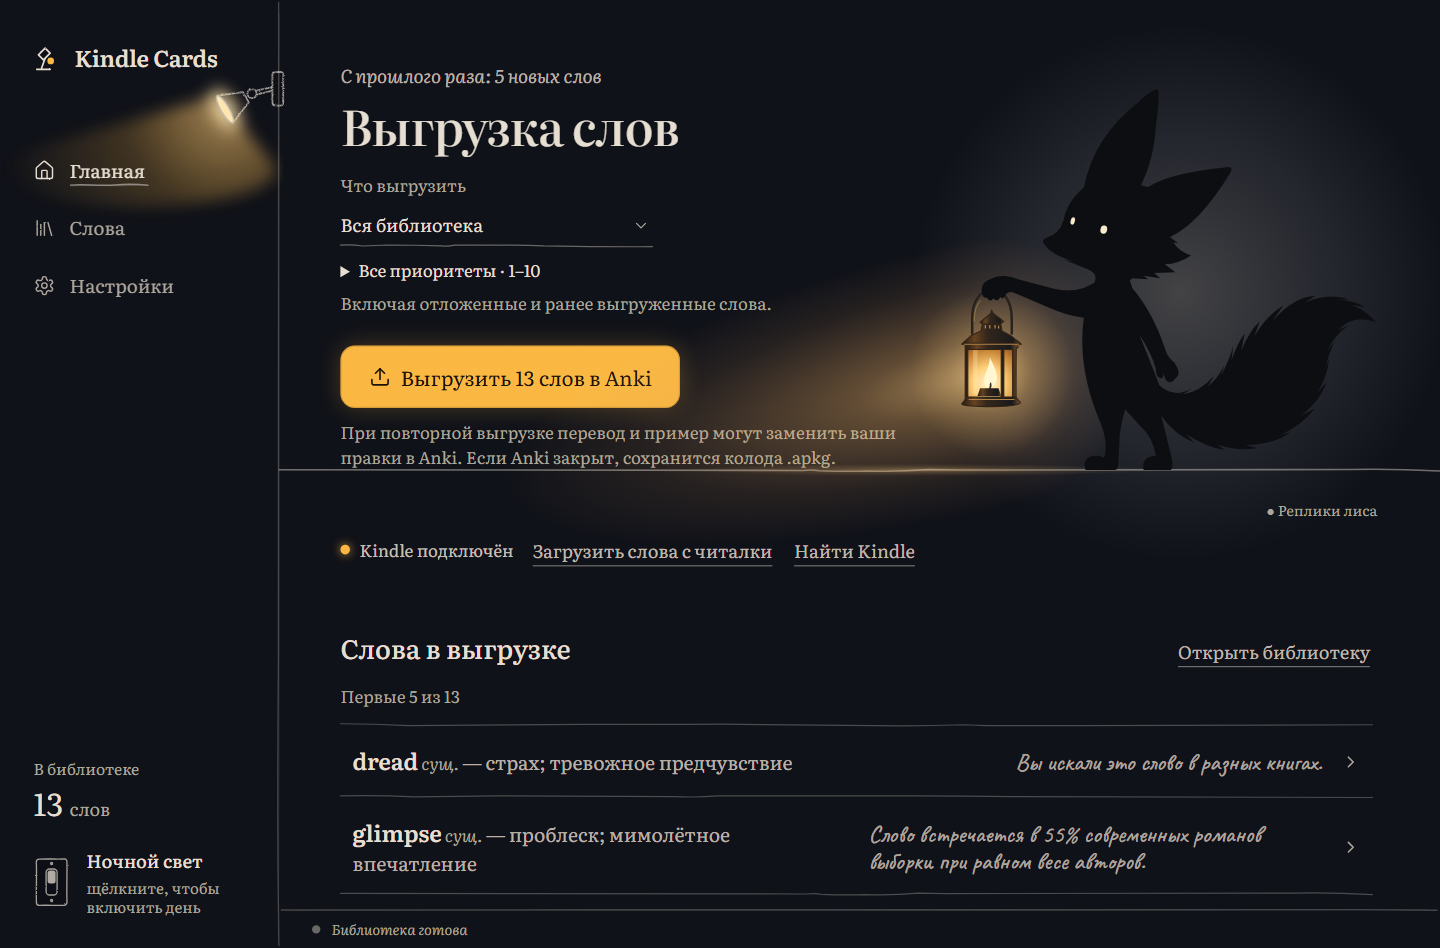 Kindle Cards
Главная
Слова
Настройки
В библиотеке
13 слов
Ночной свет
щёлкните, чтобы
включить день
С прошлого раза: 5 новых слов
Выгрузка слов
Что выгрузить
Вся библиотека
Все приоритеты · 1–10
Включая отложенные и ранее выгруженные слова.
Выгрузить 13 слов в Anki
При повторной выгрузке перевод и пример могут заменить ваши
правки в Anki. Если Anki закрыт, сохранится колода .apkg.
Реплики лиса
Kindle подключён Загрузить слова с читалки Найти Kindle
Слова в выгрузке
Открыть библиотеку
Первые 5 из 13
dread сущ. — страх; тревожное предчувствие
Вы искали это слово в разных книгах.
glimpse сущ. — проблеск; мимолётное
впечатление
Слово встречается в 55% современных романов
выборки при равном весе авторов.
Библиотека готова